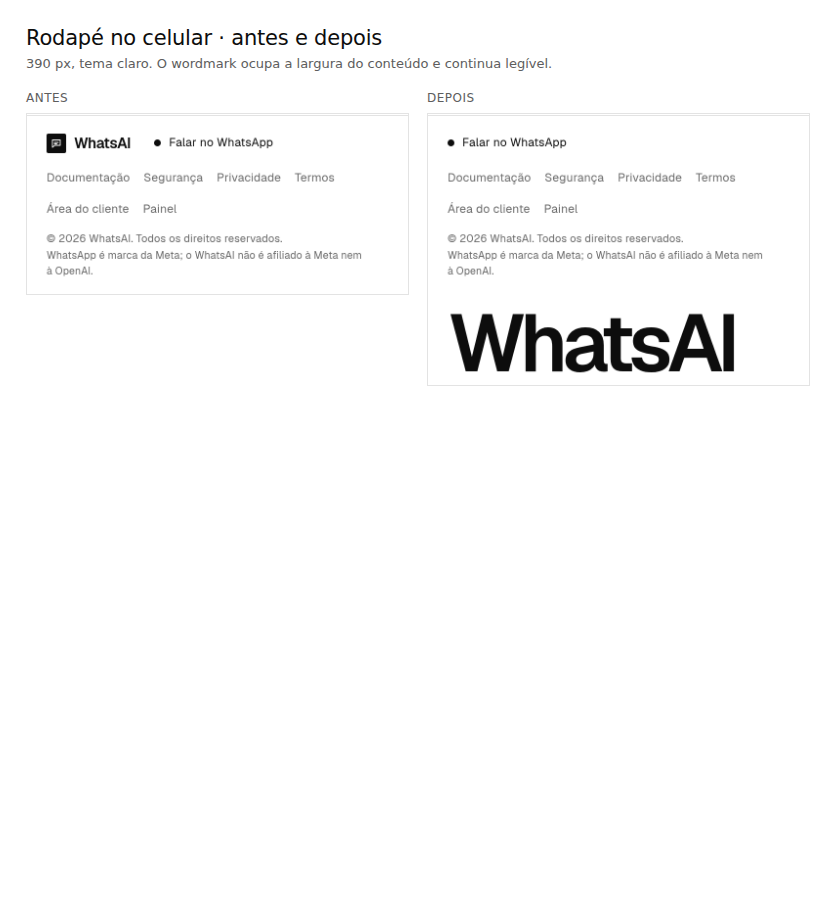 Rodapé no celular · antes e depois
390 px, tema claro. O wordmark ocupa a largura do conteúdo e continua legível.
ANTES
WhatsAI
Falar no WhatsApp
Documentação Segurança Privacidade Termos
Área do cliente Painel
© 2026 WhatsAI. Todos os direitos reservados.
WhatsApp é marca da Meta; o WhatsAI não é afiliado à Meta nem
à OpenAI.
DEPOIS
Falar no WhatsApp
Documentação Segurança Privacidade Termos
Área do cliente Painel
© 2026 WhatsAI. Todos os direitos reservados.
WhatsApp é marca da Meta; o WhatsAI não é afiliado à Meta nem
à OpenAI.
WhatsAI